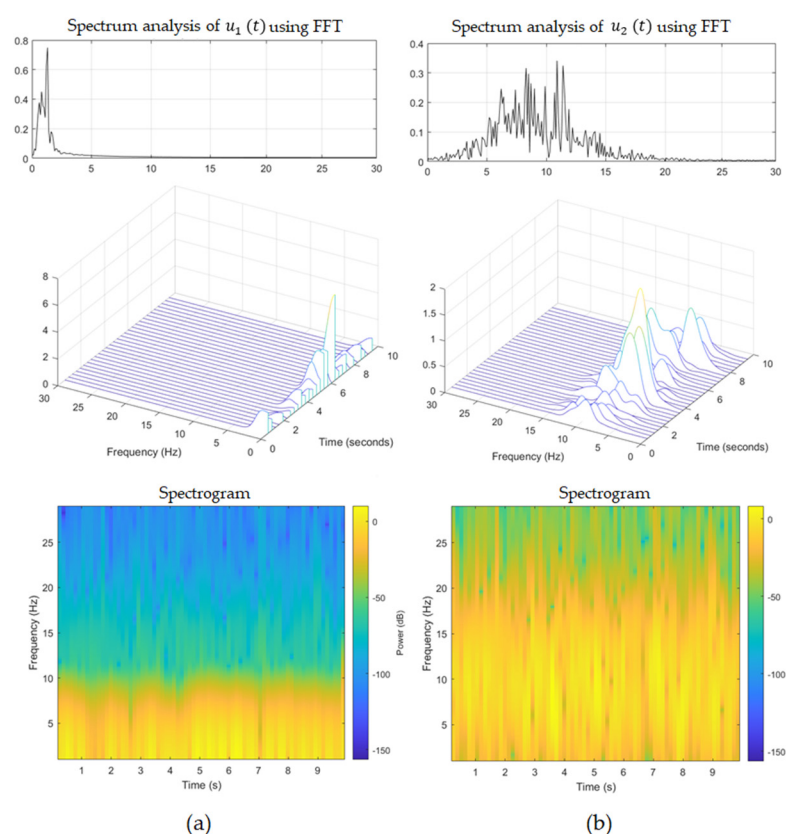 Spectrum analysis of u₁ (t) using FFT
0.8
0.6
0.4
0.2
0
0 5 10 15 20 25 30
8
6
4
2
0
30 25 20 15 10 5 0
Frequency (Hz)
0 2 4 6 8 10
Time (seconds)
Spectrogram
25
20
15
10
5
Frequency (Hz)
1 2 3 4 5 6 7 8 9
Time (s)
0
-50
-100
-150
Power (dB)
(a)
Spectrum analysis of u₂ (t) using FFT
0.4
0.3
0.2
0.1
0
0 5 10 15 20 25 30
2
1.5
1
0.5
0
30 25 20 15 10 5 0
Frequency (Hz)
0 2 4 6 8 10
Time (seconds)
Spectrogram
25
20
15
10
5
Frequency (Hz)
1 2 3 4 5 6 7 8 9
Time (s)
0
-50
-100
-150
(b)